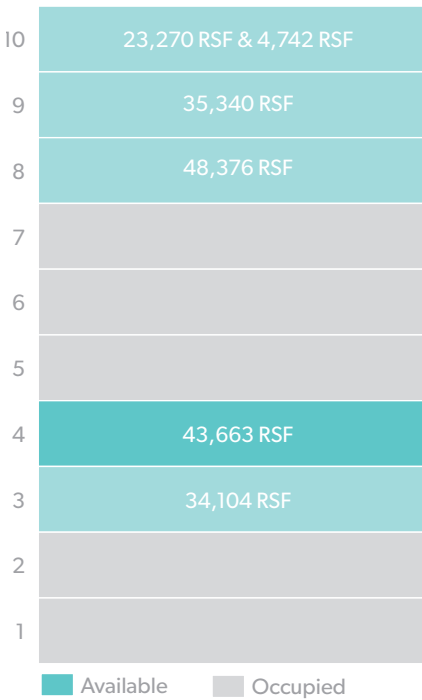 10 23,270 RSF & 4,742 RSF
9 35,340 RSF
8 48,376 RSF
7
6
5
4 43,663 RSF
3 34,104 RSF
2
1
Available Occupied